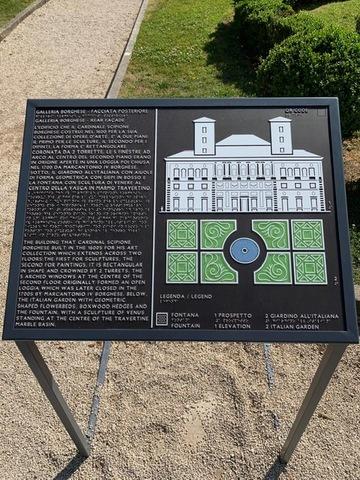 GALLERIA BORGHESE - FACCIATA POSTERIORE
GALLERIA BORGHESE - REAR FAÇADE
L'EDIFICIO CHE IL CARDINALE SCIPIONE
BORGHESE COSTRUÌ NEL 1600 PER LA SUA
COLLEZIONE DI OPERE D'ARTE, È A DUE PIANI:
IL PRIMO PER LE SCULTURE, IL SECONDO PER I
DIPINTI. LA FORMA È RETTANGOLARE,
CORONATA DA 2 TORRETTE. LE 5 FINESTRE AD
ARCO AL CENTRO DEL SECONDO PIANO ERANO
IN ORIGINE APERTE IN UNA LOGGIA POI CHIUSA
NEL 1700 DA MARCANTONIO IV BORGHESE.
SOTTO, IL GIARDINO ALL'ITALIANA CON AIUOLE
DI FORMA GEOMETRICA CON SIEPI IN BOSSO E
LA FONTANA CON SCULTURA DI VENERE AL
CENTRO DELLA VASCA IN MARMO TRAVERTINO.
THE BUILDING THAT CARDINAL SCIPIONE
BORGHESE BUILT IN THE 1600S FOR HIS ART
COLLECTION WHICH EXTENDS ACROSS TWO
FLOORS: THE FIRST FOR SCULPTURES, THE
SECOND FOR PAINTINGS. IT IS RECTANGULAR
IN SHAPE AND CROWNED BY 2 TURRETS. THE
5 ARCHED WINDOWS AT THE CENTRE OF THE
SECOND FLOOR ORIGINALLY FORMED AN OPEN
LOGGIA WHICH WAS LATER CLOSED IN THE
1700S BY MARCANTONIO IV BORGHESE. BELOW,
THE ITALIAN GARDEN WITH GEOMETRIC
SHAPED FLOWERBEDS, BOXWOOD HEDGES AND
THE FOUNTAIN, WITH A SCULPTURE OF VENUS
STANDING AT THE CENTRE OF THE TRAVERTINE
MARBLE BASIN.
QR CODE
LEGENDA / LEGEND
FONTANA 1 PROSPETTO 2 GIARDINO ALL'ITALIANA
FOUNTAIN 1 ELEVATION 2 ITALIAN GARDEN